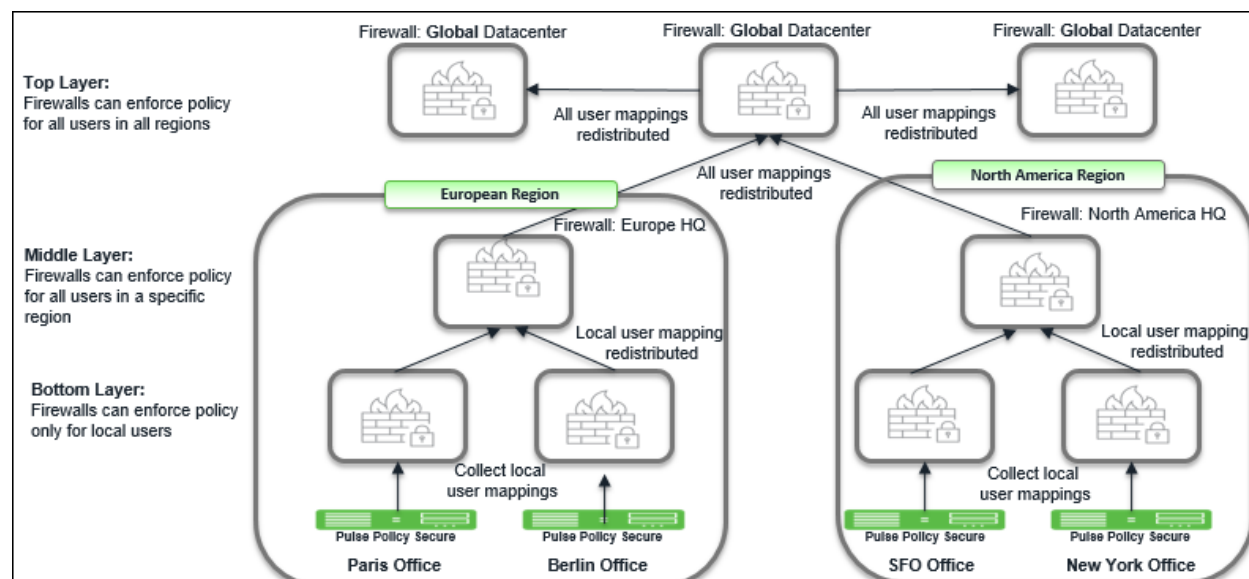 Firewall: Global Datacenter
Firewall: Global Datacenter
Firewall: Global Datacenter
Top Layer:
Firewalls can enforce policy
for all users in all regions
All user mappings
redistributed
All user mappings
redistributed
All user mappings
redistributed
European Region
North America Region
Firewall: Europe HQ
Firewall: North America HQ
Middle Layer:
Firewalls can enforce policy
for all users in a specific
region
Local user mapping
redistributed
Local user mapping
redistributed
Bottom Layer:
Firewalls can enforce policy
only for local users
Collect local
user mappings
Collect local
user mappings
Pulse Policy Secure
Pulse Policy Secure
Pulse Policy Secure
Pulse Policy Secure
Paris Office
Berlin Office
SFO Office
New York Office